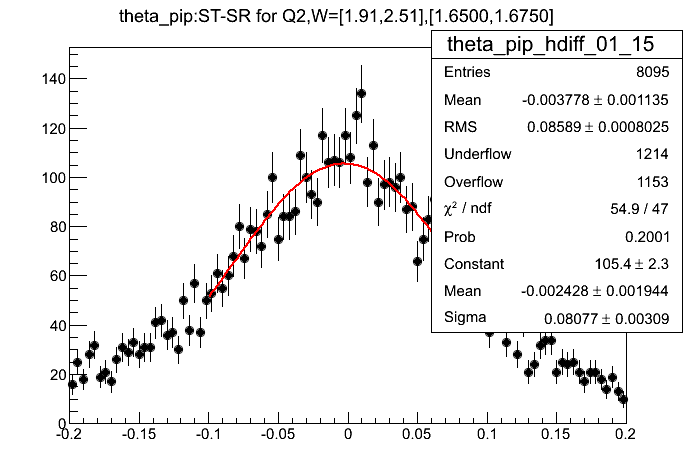 theta_pip:ST-SR for Q2,W=[1.91,2.51],[1.6500,1.6750]
theta_pip_hdiff_01_15
Entries 8095
Mean -0.003778 ± 0.001135
RMS 0.08589 ± 0.0008025
Underflow 1214
Overflow 1153
χ² / ndf 54.9 / 47
Prob 0.2001
Constant 105.4 ± 2.3
Mean -0.002428 ± 0.001944
Sigma 0.08077 ± 0.00309
140
120
100
80
60
40
20
0
-0.2 -0.15 -0.1 -0.05 0 0.05 0.1 0.15 0.2